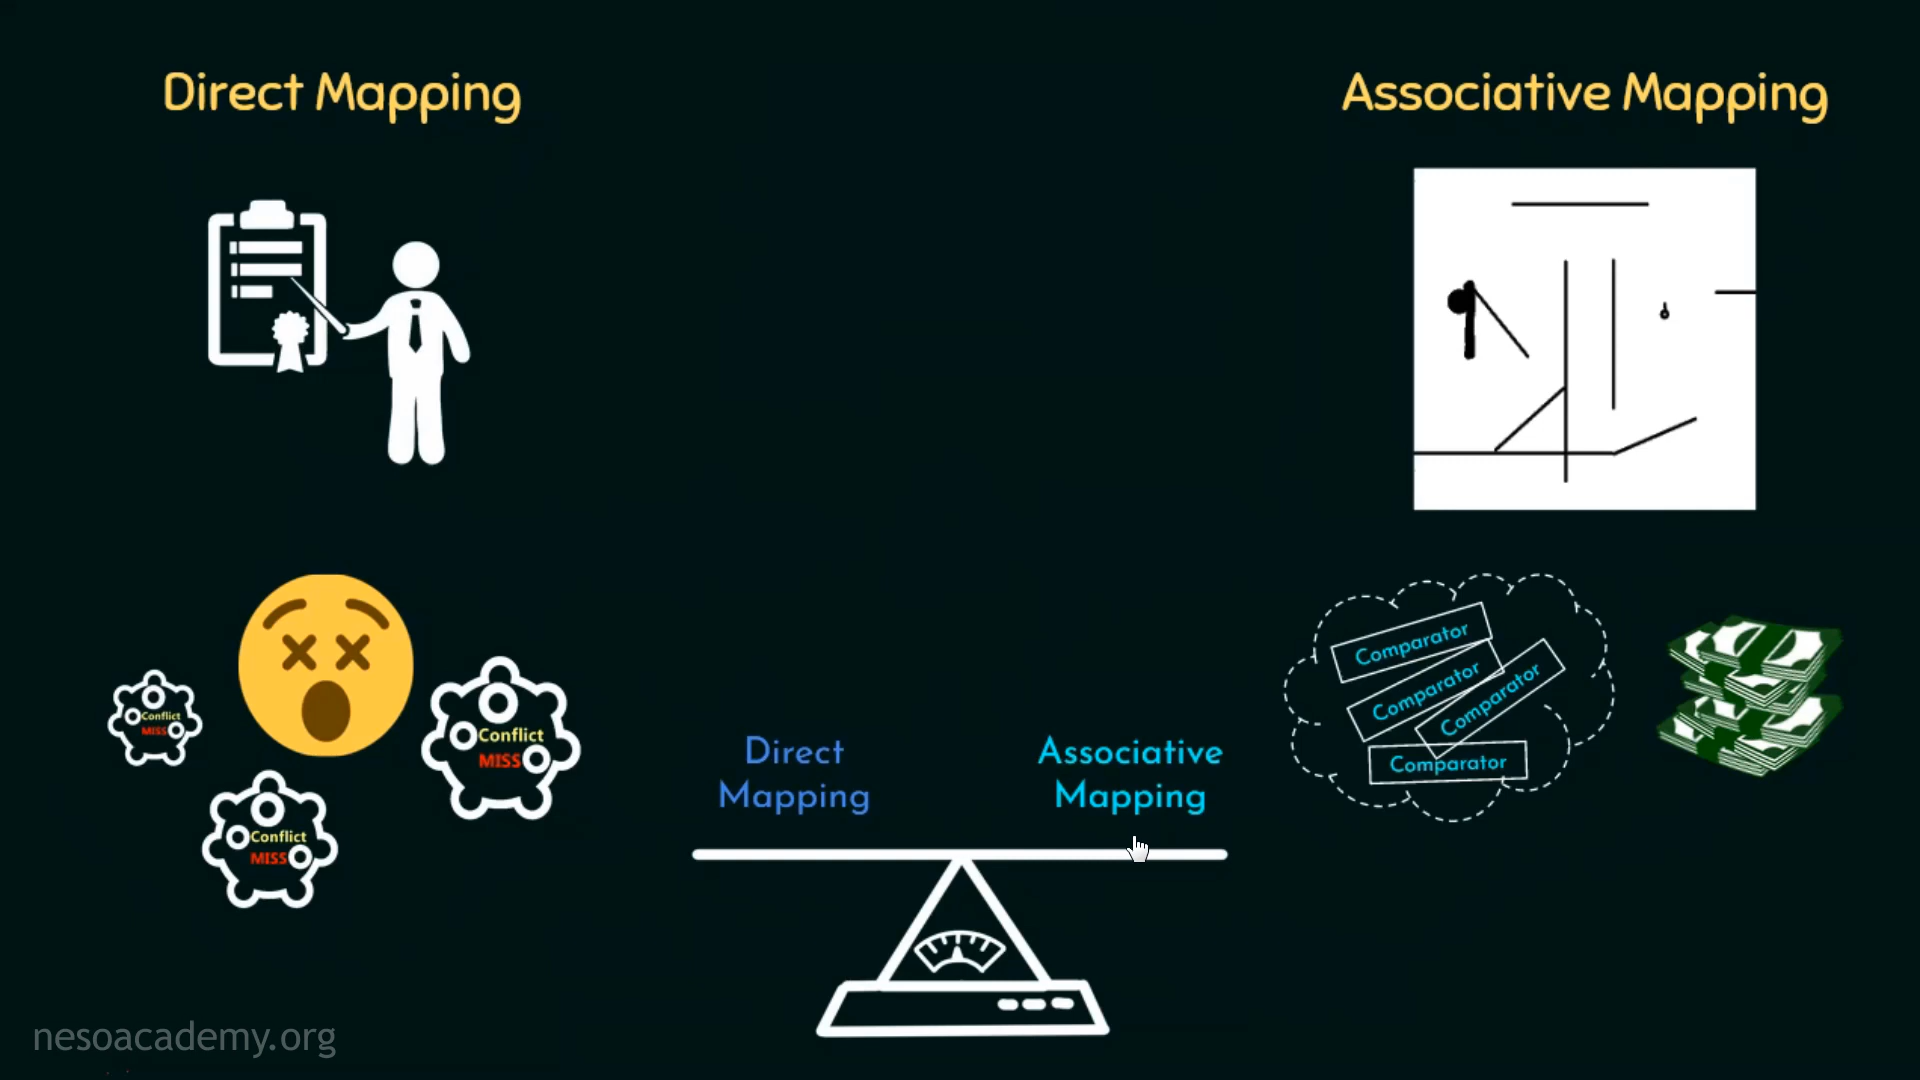 Direct Mapping
Associative Mapping
Conflict
MISS
Conflict
MISS
Conflict
MISS
Direct
Mapping
Associative
Mapping
Comparator
Comparator
Comparator
Comparator
nesoacademy.org